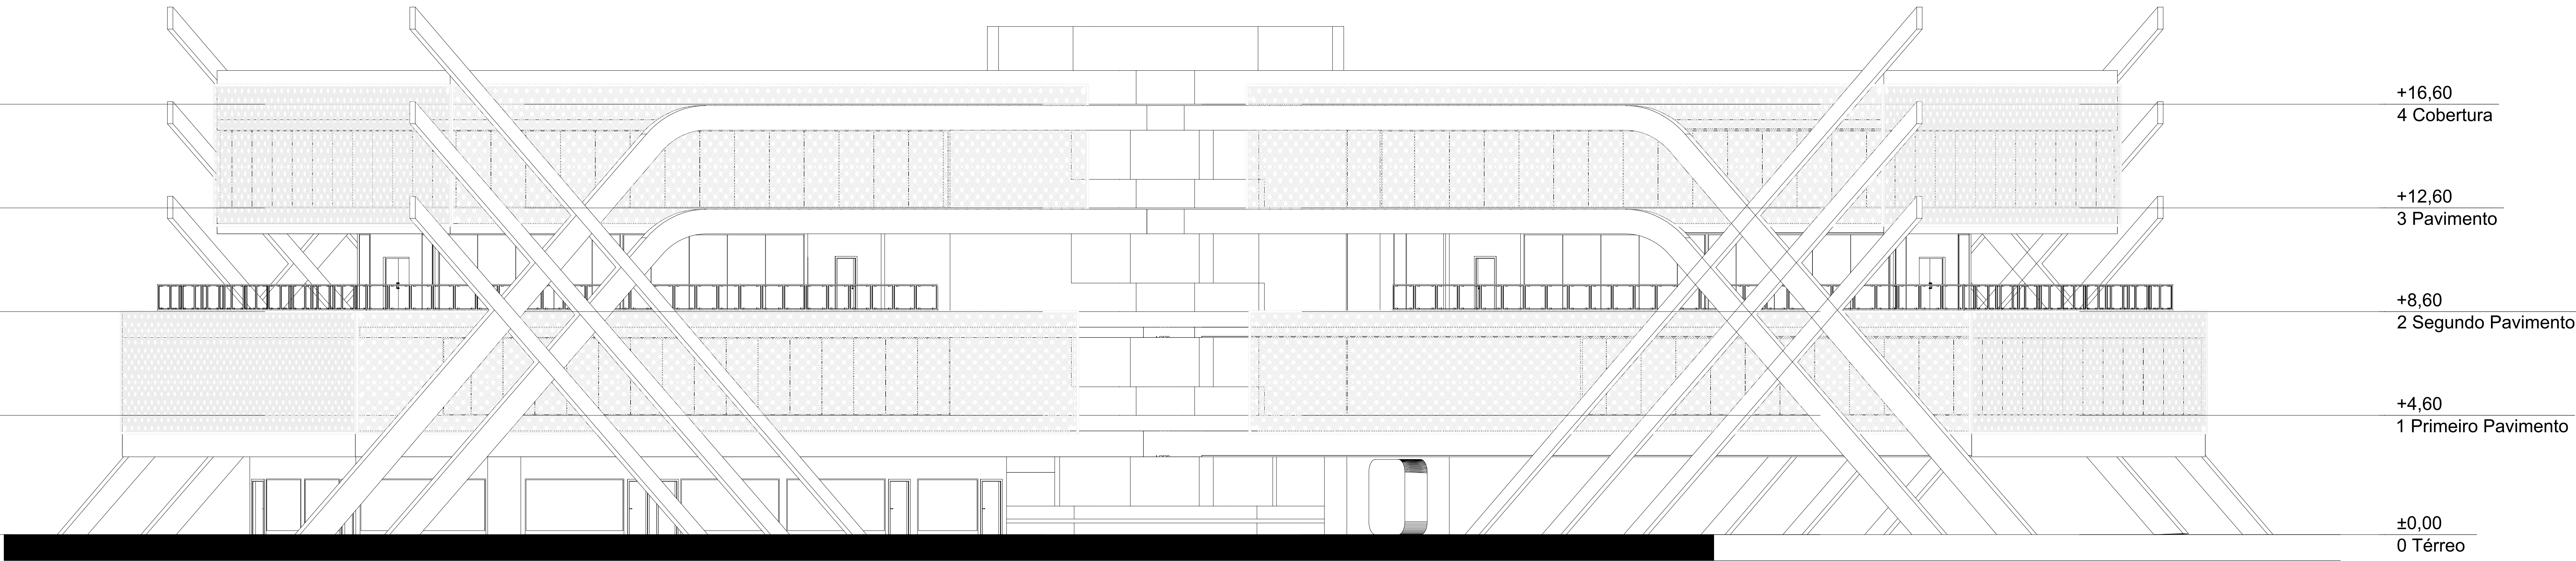 +16,60
4 Cobertura
+12,60
3 Pavimento
+8,60
2 Segundo Pavimento
+4,60
1 Primeiro Pavimento
±0,00
0 Térreo